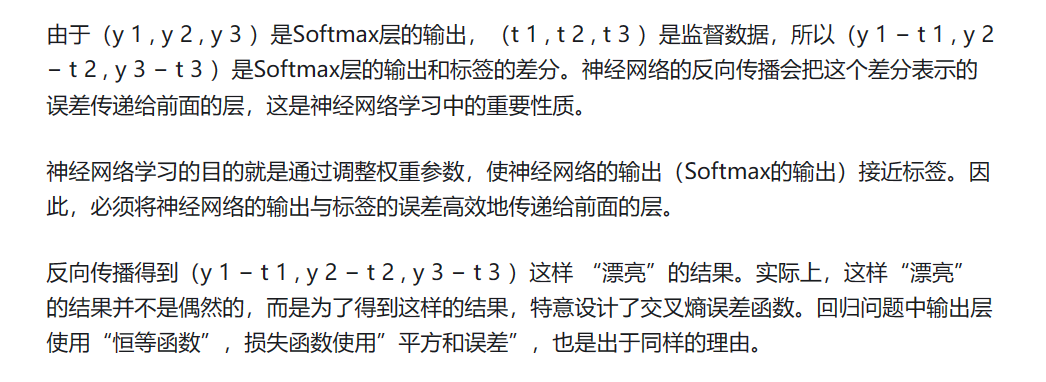 由于（y 1 , y 2 , y 3 ）是Softmax层的输出，（t 1 , t 2 , t 3 ）是监督数据，所以（y 1 − t 1 , y 2
− t 2 , y 3 − t 3 ）是Softmax层的输出和标签的差分。神经网络的反向传播会把这个差分表示的
误差传递给前面的层，这是神经网络学习中的重要性质。
神经网络学习的目的就是通过调整权重参数，使神经网络的输出（Softmax的输出）接近标签。因
此，必须将神经网络的输出与标签的误差高效地传递给前面的层。
反向传播得到（y 1 − t 1 , y 2 − t 2 , y 3 − t 3 ）这样 “漂亮”的结果。实际上，这样“漂亮”
的结果并不是偶然的，而是为了得到这样的结果，特意设计了交叉熵误差函数。回归问题中输出层
使用“恒等函数”，损失函数使用”平方和误差”，也是出于同样的理由。